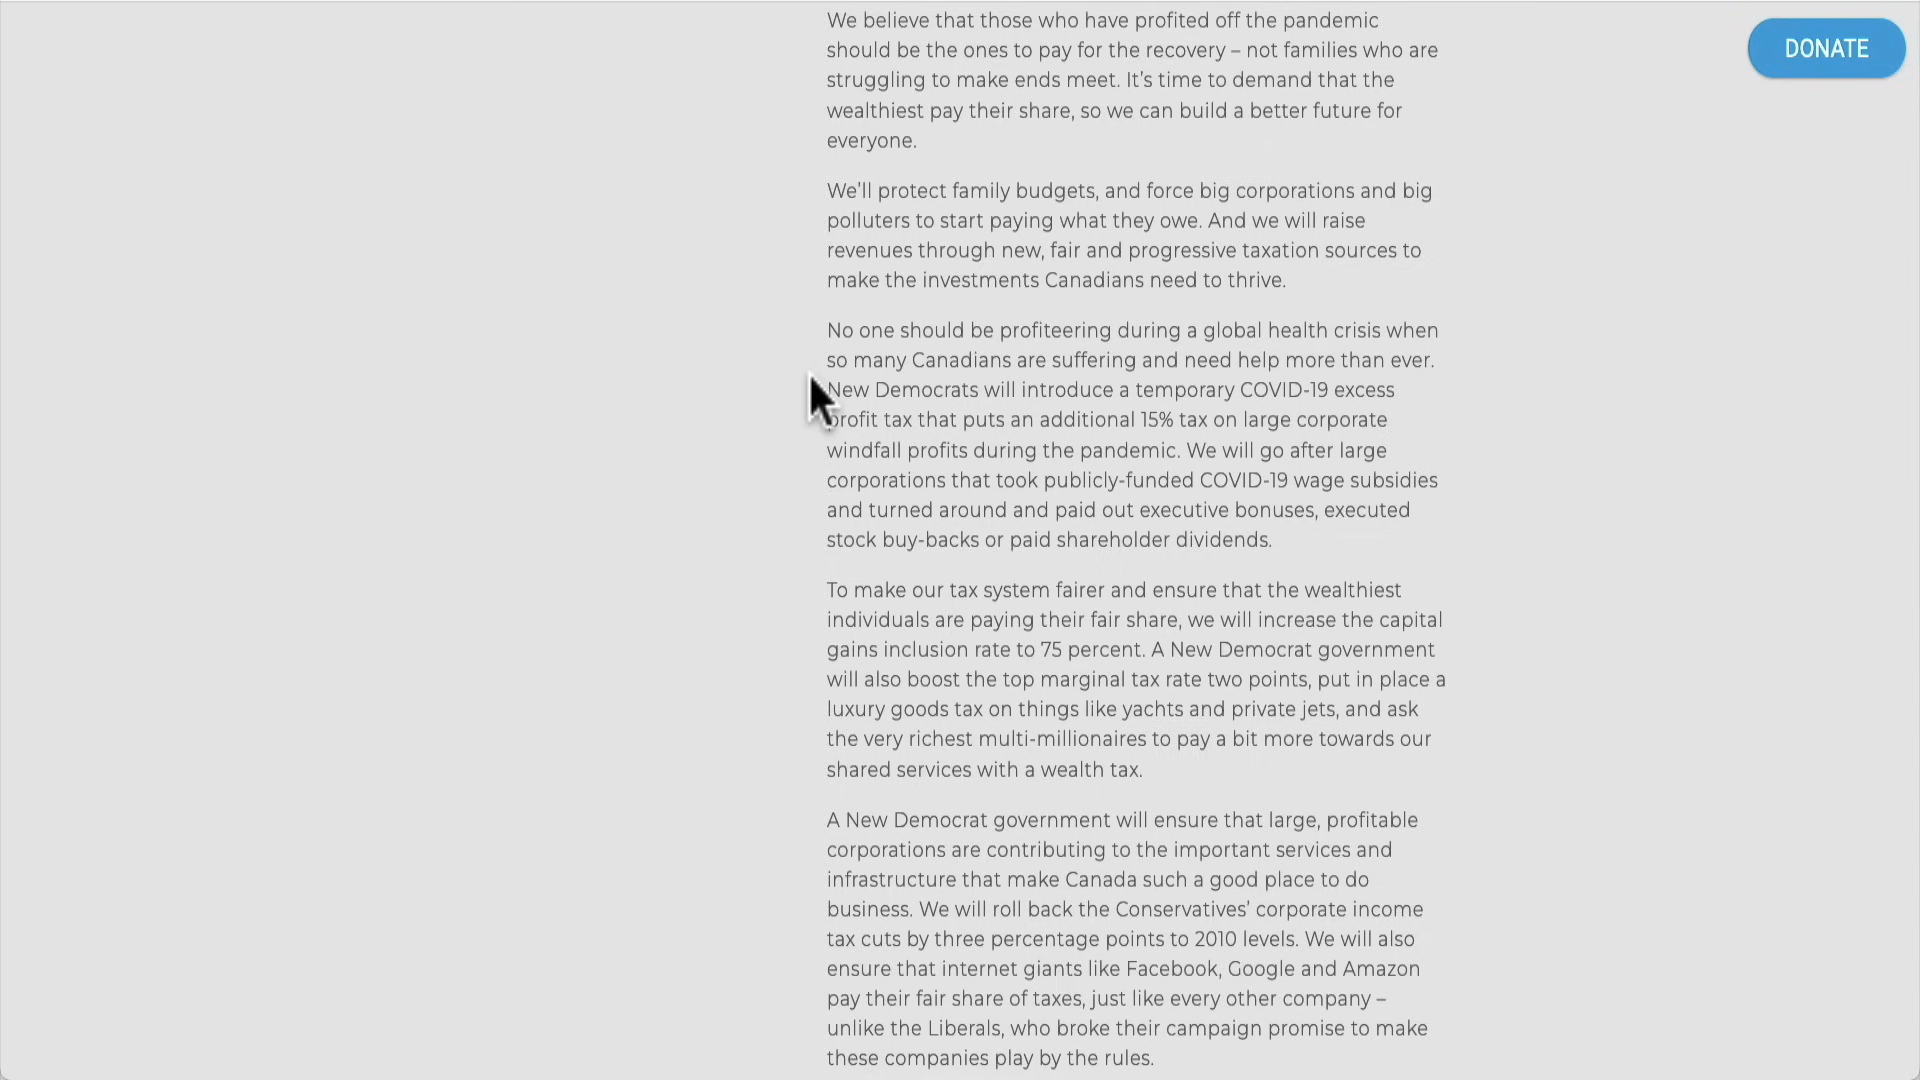 We believe that those who have profited off the pandemic
should be the ones to pay for the recovery – not families who are
struggling to make ends meet. It’s time to demand that the
wealthiest pay their share, so we can build a better future for
everyone.
DONATE
We’ll protect family budgets, and force big corporations and big
polluters to start paying what they owe. And we will raise
revenues through new, fair and progressive taxation sources to
make the investments Canadians need to thrive.
No one should be profiteering during a global health crisis when
so many Canadians are suffering and need help more than ever.
New Democrats will introduce a temporary COVID-19 excess
profit tax that puts an additional 15% tax on large corporate
windfall profits during the pandemic. We will go after large
corporations that took publicly-funded COVID-19 wage subsidies
and turned around and paid out executive bonuses, executed
stock buy-backs or paid shareholder dividends.
To make our tax system fairer and ensure that the wealthiest
individuals are paying their fair share, we will increase the capital
gains inclusion rate to 75 percent. A New Democrat government
will also boost the top marginal tax rate two points, put in place a
luxury goods tax on things like yachts and private jets, and ask
the very richest multi-millionaires to pay a bit more towards our
shared services with a wealth tax.
A New Democrat government will ensure that large, profitable
corporations are contributing to the important services and
infrastructure that make Canada such a good place to do
business. We will roll back the Conservatives’ corporate income
tax cuts by three percentage points to 2010 levels. We will also
ensure that internet giants like Facebook, Google and Amazon
pay their fair share of taxes, just like every other company –
unlike the Liberals, who broke their campaign promise to make
these companies play by the rules.